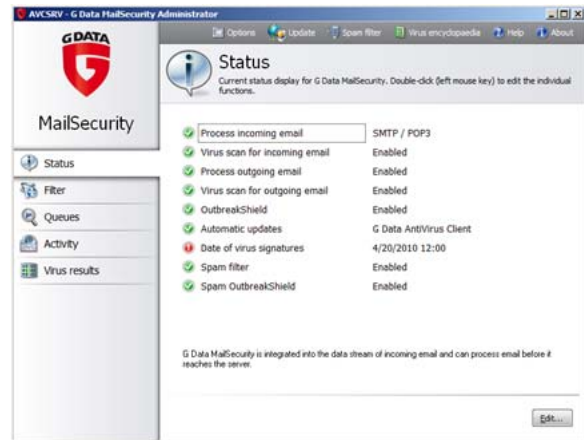 AVCSRV - G Data MailSecurity Administrator
G DATA
MailSecurity
Options Update Spam filter Virus encyclopaedia Help About
Status
Current status display for G Data MailSecurity. Double-click (left mouse key) to edit the individual
functions.
Status
Filter
Queues
Activity
Virus results
Process incoming email SMTP / POP3
Virus scan for incoming email Enabled
Process outgoing email Enabled
Virus scan for outgoing email Enabled
OutbreakShield Enabled
Automatic updates G Data AntiVirus Client
Date of virus signatures 4/20/2010 12:00
Spam filter Enabled
Spam OutbreakShield Enabled
G Data MailSecurity is integrated into the data stream of incoming email and can process email before it
reaches the server.
Edit...